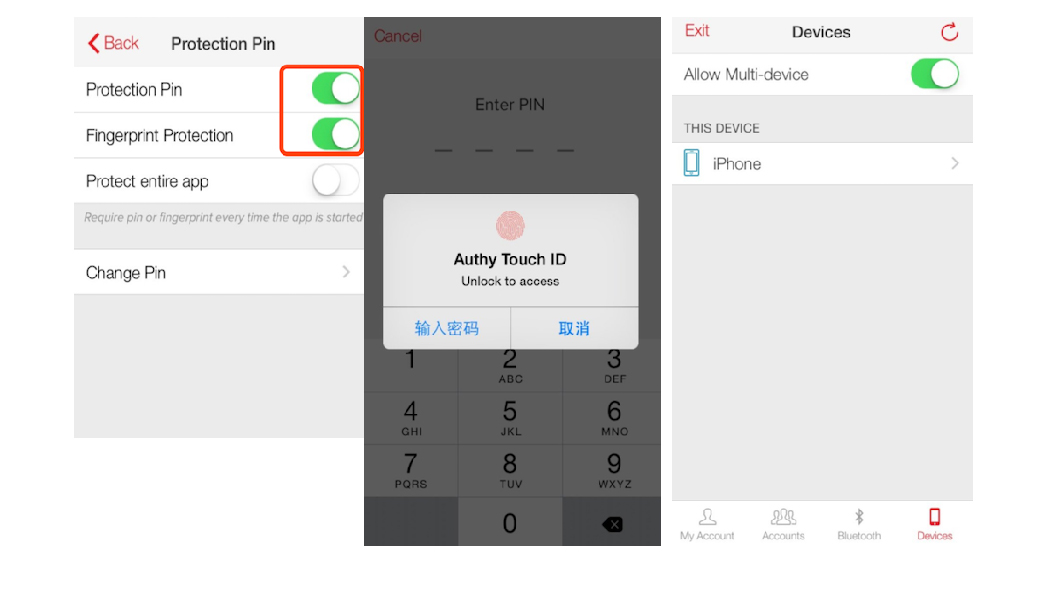 Back
Protection Pin
Protection Pin
Fingerprint Protection
Protect entire app
Require pin or fingerprint every time the app is started
Change Pin
Cancel
Enter PIN
Authy Touch ID
Unlock to access
输入密码
取消
1
2
3
ABC
DEF
4
5
6
GHI
JKL
MNO
7
8
9
PQRS
TUV
WXYZ
0
Exit
Devices
Allow Multi-device
THIS DEVICE
iPhone
My Account
Accounts
Bluetooth
Devices